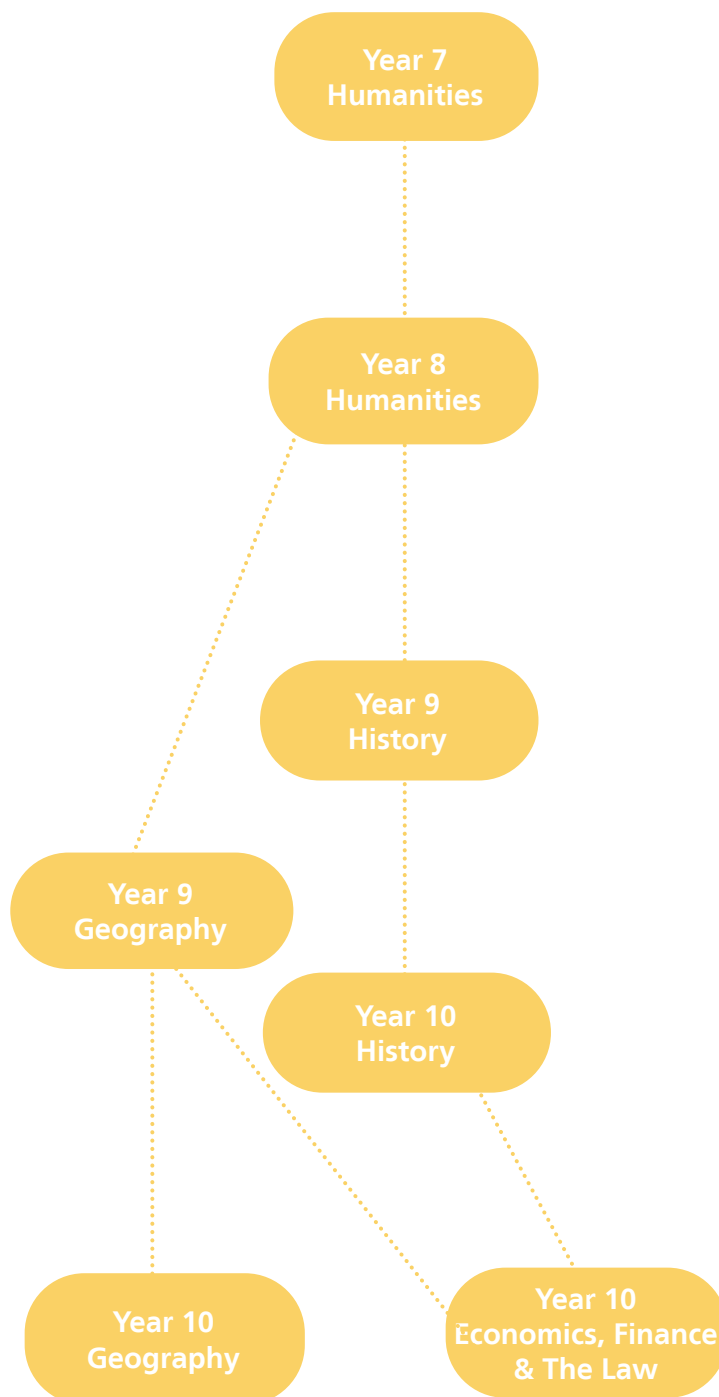 Year 7
Humanities
Year 8
Humanities
Year 9
History
Year 9
Geography
Year 10
History
Year 10
Geography
Year 10
Economics, Finance
& The Law